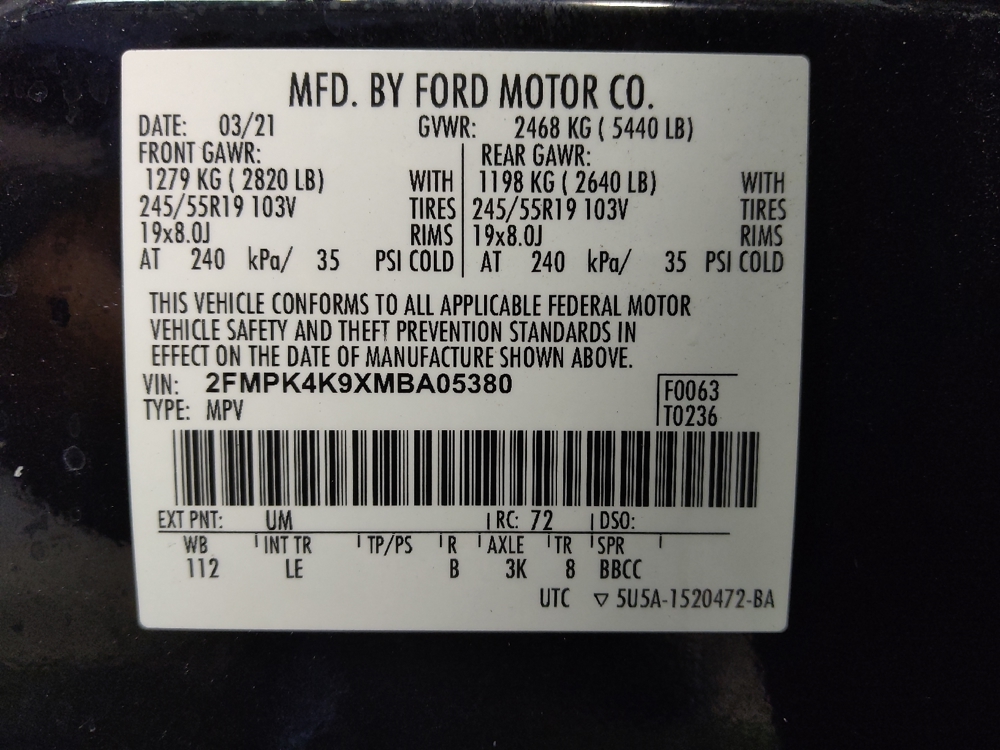 MFD. BY FORD MOTOR CO.
DATE: 03/21 GVWR: 2468 KG ( 5440 LB)
FRONT GAWR: REAR GAWR:
1279 KG ( 2820 LB) WITH 1198 KG ( 2640 LB) WITH
245/55R19 103V TIRES 245/55R19 103V TIRES
19x8.0J RIMS 19x8.0J RIMS
AT 240 kPa/ 35 PSI COLD AT 240 kPa/ 35 PSI COLD
THIS VEHICLE CONFORMS TO ALL APPLICABLE FEDERAL MOTOR
VEHICLE SAFETY AND THEFT PREVENTION STANDARDS IN
EFFECT ON THE DATE OF MANUFACTURE SHOWN ABOVE.
VIN: 2FMPK4K9XMBA05380 F0063
TYPE: MPV T0236
EXT PNT: UM RC: 72 DSO:
WB INT TR TP/PS R AXLE TR SPR
112 LE B 3K 8 BBCC
UTC ▽ 5U5A-1520472-BA